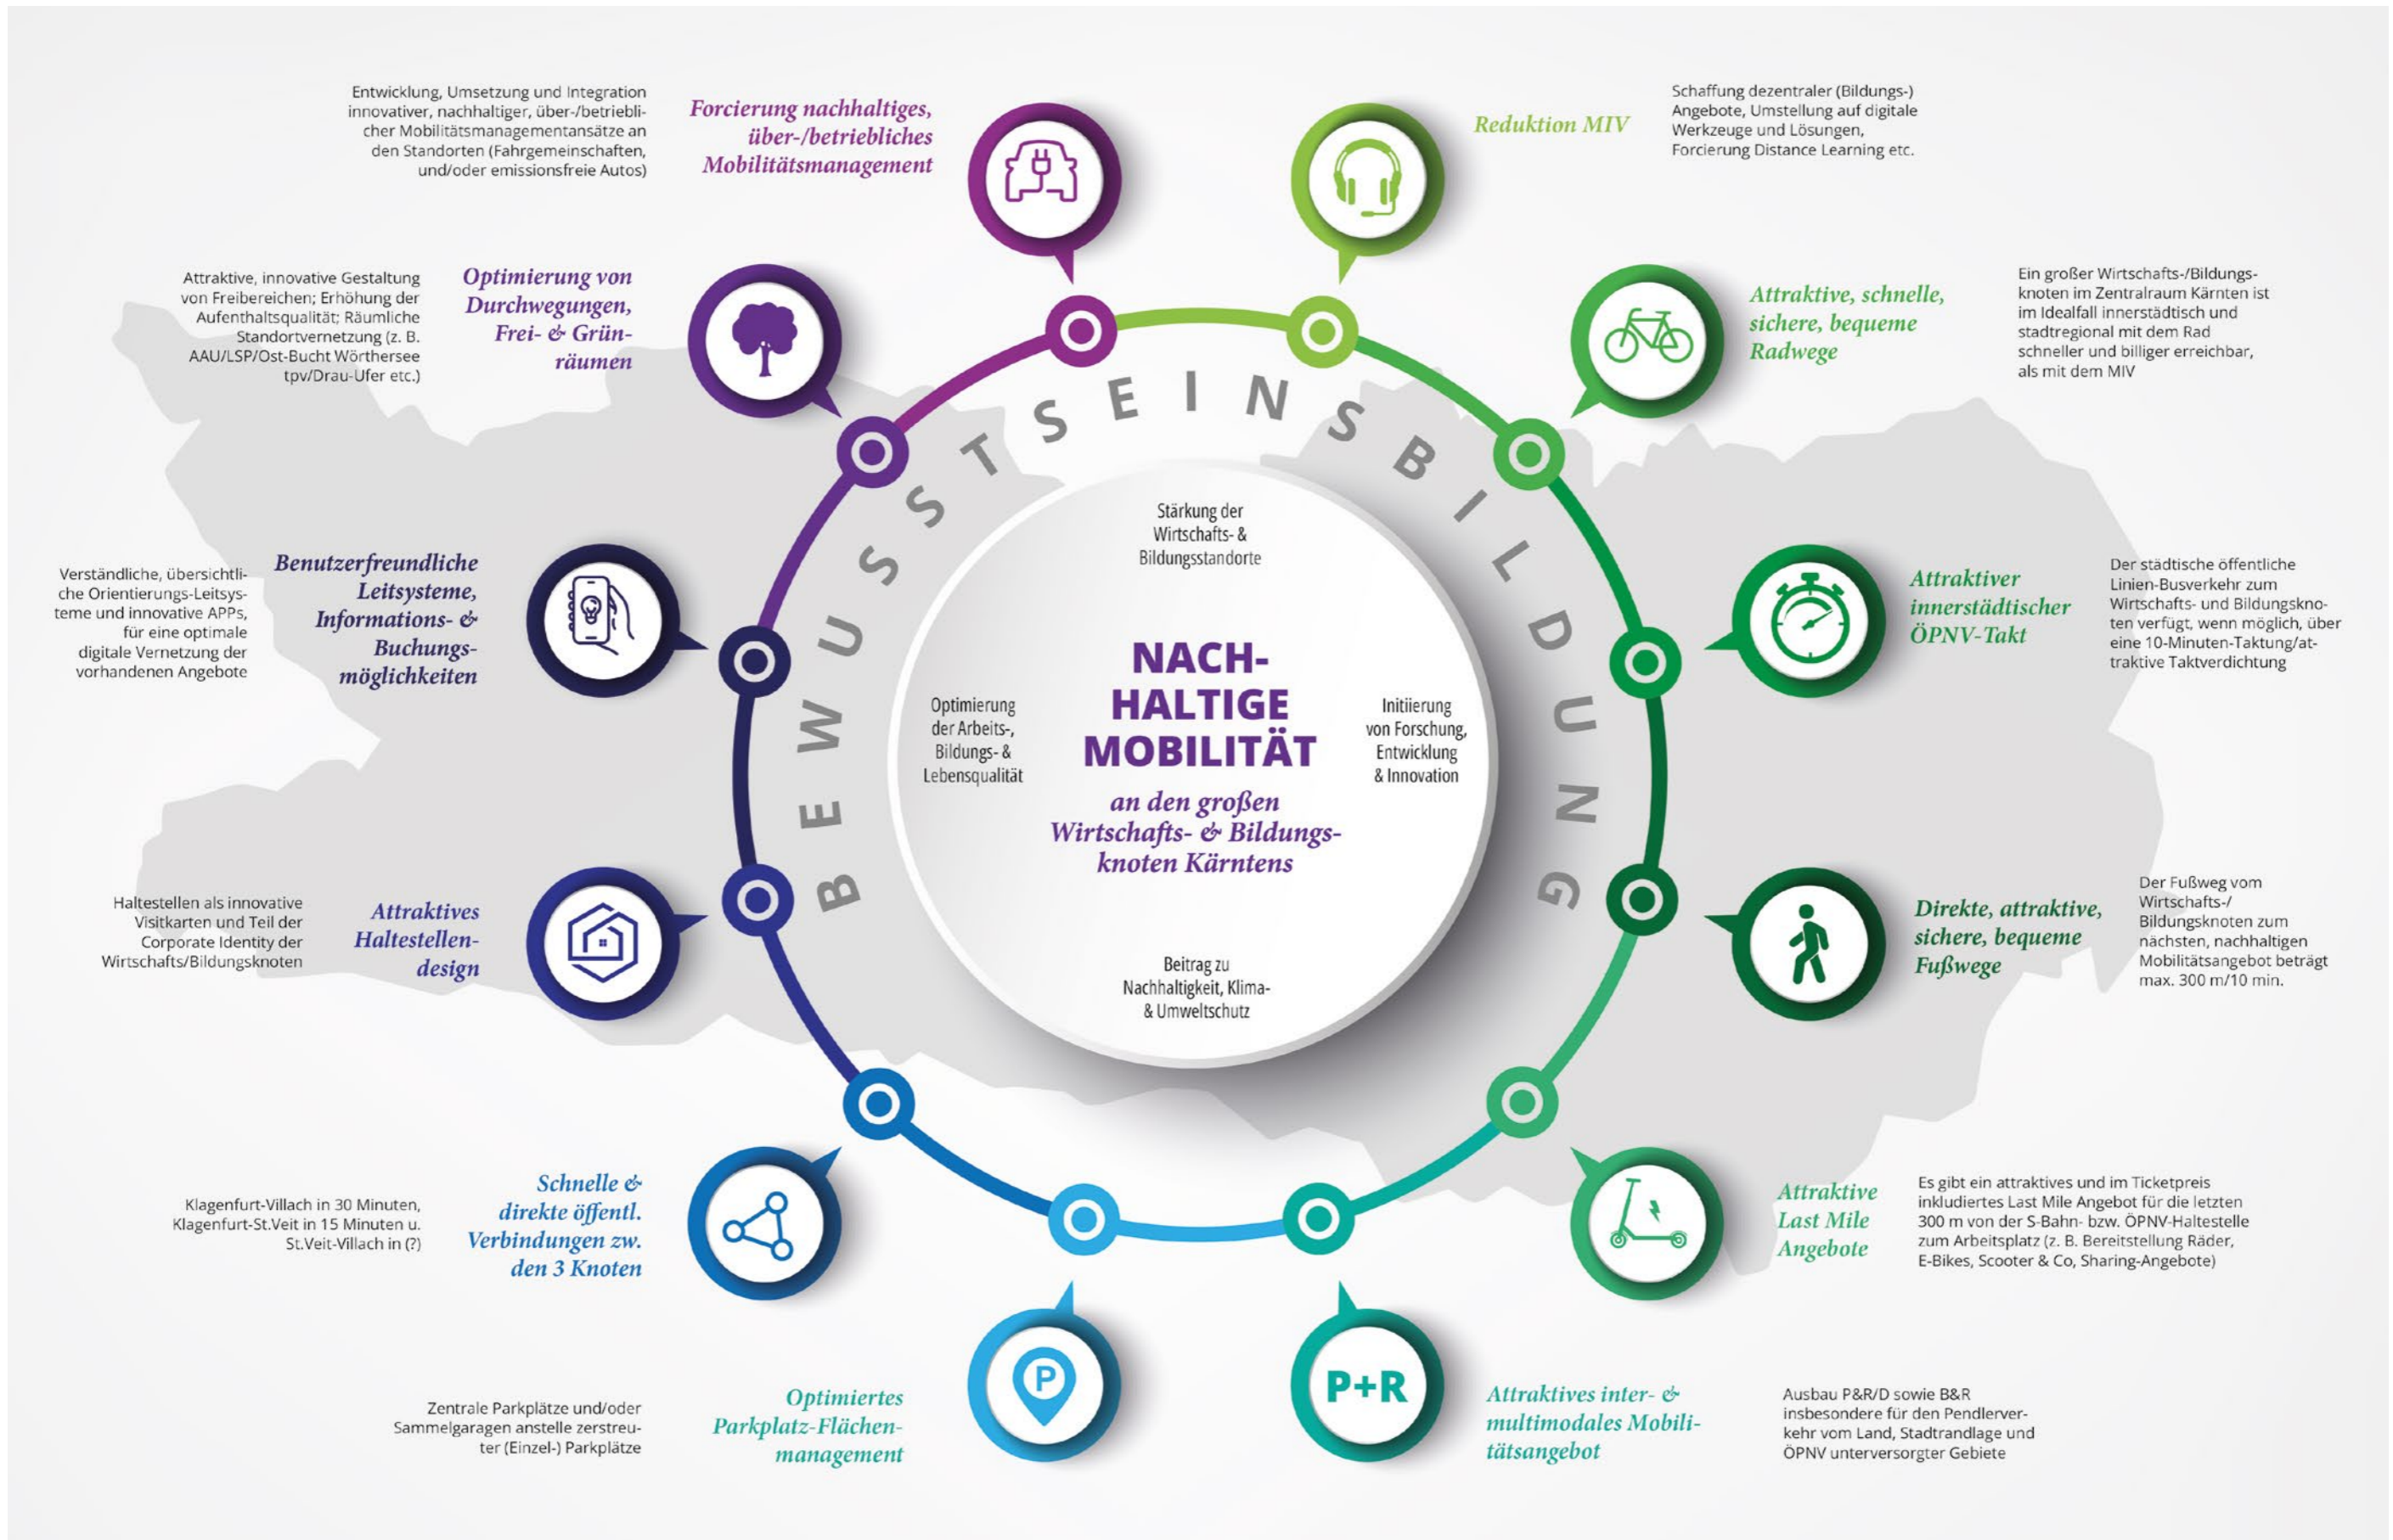 Entwicklung, Umsetzung und Integration
innovativer, nachhaltiger, über-/betriebli-
cher Mobilitätsmanagementansätze an
den Standorten (Fahrgemeinschaften,
und/oder emissionsfreie Autos)
Forcierung nachhaltiges,
über-/betriebliches
Mobilitätsmanagement
Reduktion MIV
Schaffung dezentraler (Bildungs-)
Angebote, Umstellung auf digitale
Werkzeuge und Lösungen,
Forcierung Distance Learning etc.
Attraktive, innovative Gestaltung
von Freibereichen; Erhöhung der
Aufenthaltsqualität; Räumliche
Standortvernetzung (z. B.
AAU/LSP/Ost-Bucht Wörthersee
tpv/Drau-Ufer etc.)
Optimierung von
Durchwegungen,
Frei- & Grün-
räumen
Attraktive, schnelle,
sichere, bequeme
Radwege
Ein großer Wirtschafts-/Bildungs-
knoten im Zentralraum Kärnten ist
im Idealfall innerstädtisch und
stadtregional mit dem Rad
schneller und billiger erreichbar,
als mit dem MIV
BEWUSSTSEINSBILDUNG
Verständliche, übersichtli-
che Orientierungs-Leitsys-
teme und innovative APPs,
für eine optimale
digitale Vernetzung der
vorhandenen Angebote
Benutzerfreundliche
Leitsysteme,
Informations- &
Buchungs-
möglichkeiten
Stärkung der
Wirtschafts- &
Bildungsstandorte
Optimierung
der Arbeits-,
Bildungs- &
Lebensqualität
NACH-
HALTIGE
MOBILITÄT
an den großen
Wirtschafts- & Bildungs-
knoten Kärntens
Initiierung
von Forschung,
Entwicklung
& Innovation
Beitrag zu
Nachhaltigkeit, Klima-
& Umweltschutz
Attraktiver
innerstädtischer
ÖPNV-Takt
Der städtische öffentliche
Linien-Busverkehr zum
Wirtschafts- und Bildungskno-
ten verfügt, wenn möglich, über
eine 10-Minuten-Taktung/at-
traktive Taktverdichtung
Haltestellen als innovative
Visitkarten und Teil der
Corporate Identity der
Wirtschafts/Bildungsknoten
Attraktives
Haltestellen-
design
Direkte, attraktive,
sichere, bequeme
Fußwege
Der Fußweg vom
Wirtschafts-/
Bildungsknoten zum
nächsten, nachhaltigen
Mobilitätsangebot beträgt
max. 300 m/10 min.
Klagenfurt-Villach in 30 Minuten,
Klagenfurt-St.Veit in 15 Minuten u.
St.Veit-Villach in (?)
Schnelle &
direkte öffentl.
Verbindungen zw.
den 3 Knoten
Attraktive
Last Mile
Angebote
Es gibt ein attraktives und im Ticketpreis
inkludiertes Last Mile Angebot für die letzten
300 m von der S-Bahn- bzw. ÖPNV-Haltestelle
zum Arbeitsplatz (z. B. Bereitstellung Räder,
E-Bikes, Scooter & Co, Sharing-Angebote)
Zentrale Parkplätze und/oder
Sammelgaragen anstelle zerstreu-
ter (Einzel-) Parkplätze
Optimiertes
Parkplatz-Flächen-
management
P
P+R
Attraktives inter- &
multimodales Mobili-
tätsangebot
Ausbau P&R/D sowie B&R
insbesondere für den Pendlerver-
kehr vom Land, Stadtrandlage und
ÖPNV unterversorgter Gebiete